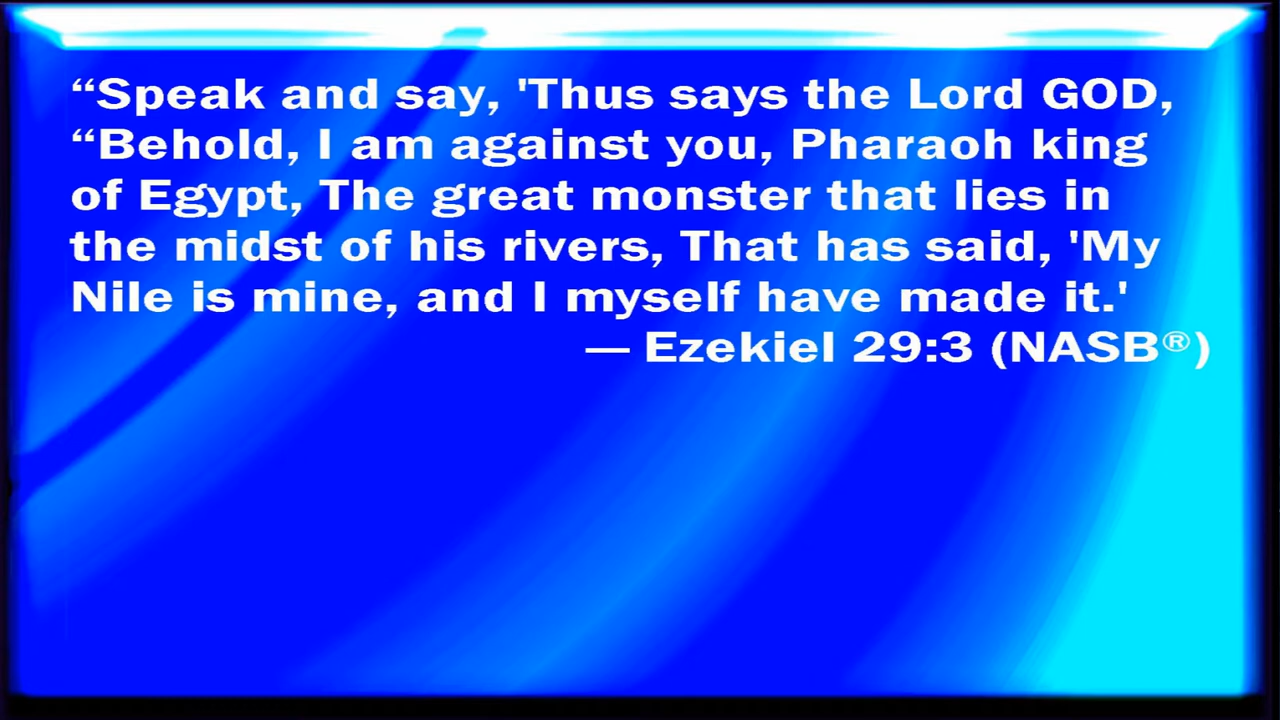 “Speak and say, 'Thus says the Lord GOD,
“Behold, I am against you, Pharaoh king
of Egypt, The great monster that lies in
the midst of his rivers, That has said, 'My
Nile is mine, and I myself have made it.'
— Ezekiel 29:3 (NASB®)